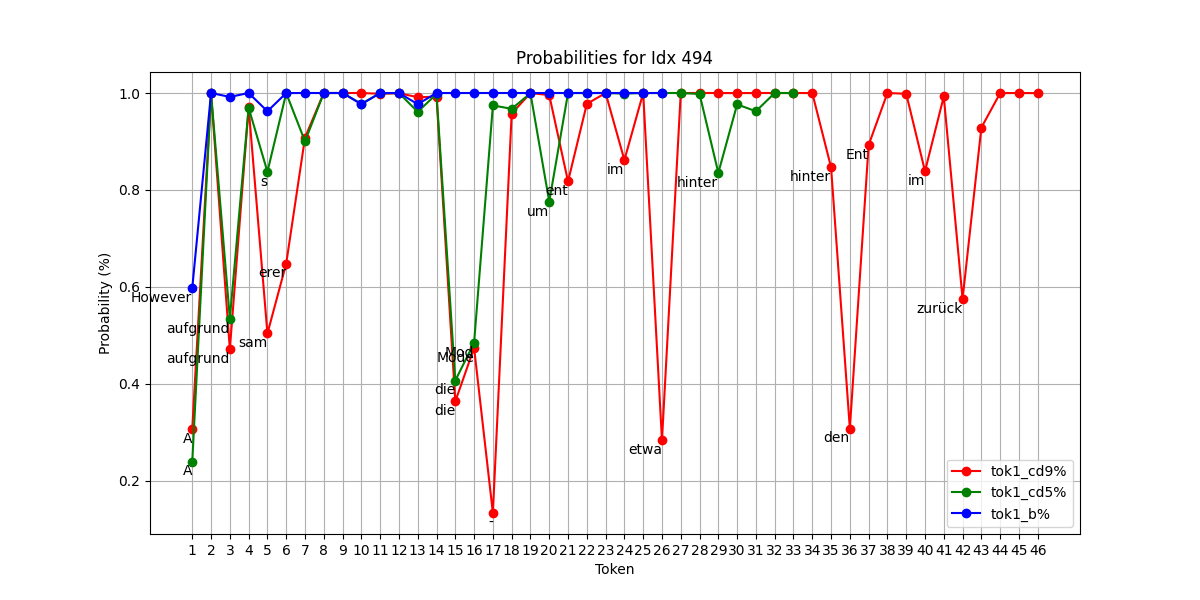 Probabilities for Idx 494
Probability (%)
1.0
0.8
0.6
0.4
0.2
However
aufgrund
aufgrund
A
A
s
sam
erer
Mod
Mode
die
die
-
um
ent
im
etwa
hinter
hinter
den
Ent
im
zurück
tok1_cd9%
tok1_cd5%
tok1_b%
1 2 3 4 5 6 7 8 9 10 11 12 13 14 15 16 17 18 19 20 21 22 23 24 25 26 27 28 29 30 31 32 33 34 35 36 37 38 39 40 41 42 43 44 45 46
Token